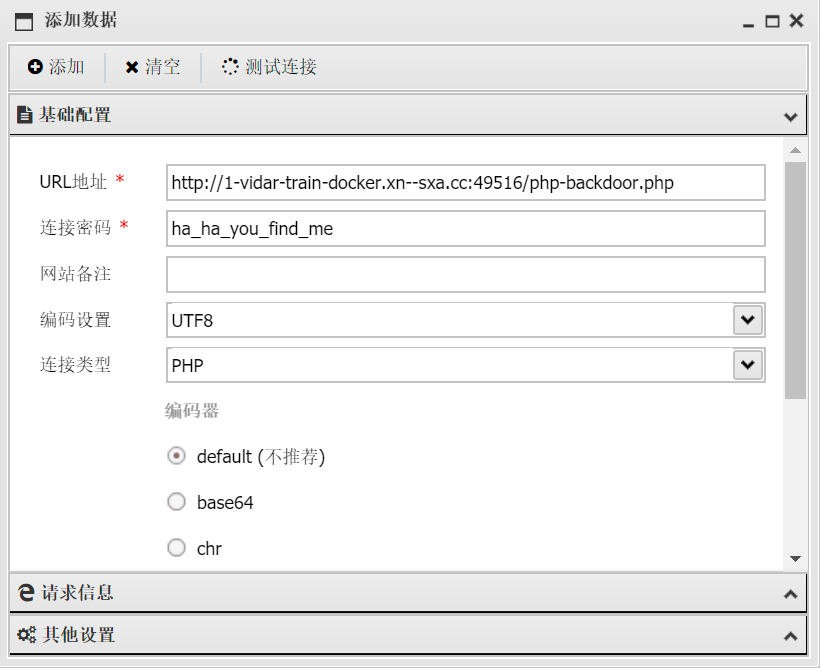 添加数据
添加 清空 测试连接
基础配置
URL地址 * http://1-vidar-train-docker.xn--sxa.cc:49516/php-backdoor.php
连接密码 * ha_ha_you_find_me
网站备注
编码设置 UTF8
连接类型 PHP
编码器
default (不推荐)
base64
chr
请求信息
其他设置